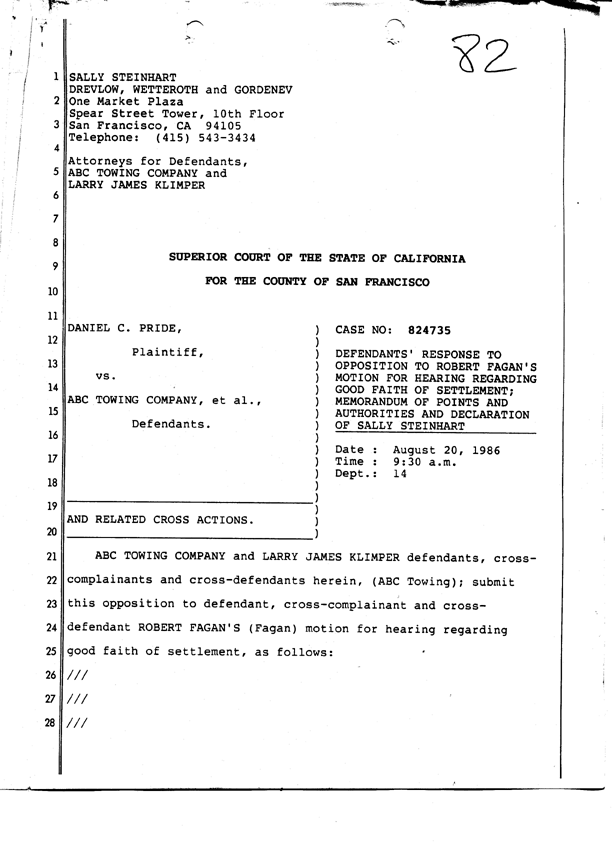 82
1 SALLY STEINHART
DREVLOW, WETTEROTH and GORDENEV
2 One Market Plaza
Spear Street Tower, 10th Floor
3 San Francisco, CA 94105
Telephone: (415) 543-3434
4
Attorneys for Defendants,
5 ABC TOWING COMPANY and
LARRY JAMES KLIMPER
6
7
8
SUPERIOR COURT OF THE STATE OF CALIFORNIA
9
FOR THE COUNTY OF SAN FRANCISCO
10
11
DANIEL C. PRIDE, ) CASE NO: 824735
12 )
Plaintiff, ) DEFENDANTS' RESPONSE TO
13 ) OPPOSITION TO ROBERT FAGAN'S
vs. ) MOTION FOR HEARING REGARDING
14 ) GOOD FAITH OF SETTLEMENT;
ABC TOWING COMPANY, et al., ) MEMORANDUM OF POINTS AND
15 ) AUTHORITIES AND DECLARATION
Defendants. ) OF SALLY STEINHART
16 )
) Date : August 20, 1986
17 ) Time : 9:30 a.m.
) Dept.: 14
18 )
)
19 )
AND RELATED CROSS ACTIONS. )
20 )
21 ABC TOWING COMPANY and LARRY JAMES KLIMPER defendants, cross-
22 complainants and cross-defendants herein, (ABC Towing); submit
23 this opposition to defendant, cross-complainant and cross-
24 defendant ROBERT FAGAN'S (Fagan) motion for hearing regarding
25 good faith of settlement, as follows:
26 ///
27 ///
28 ///